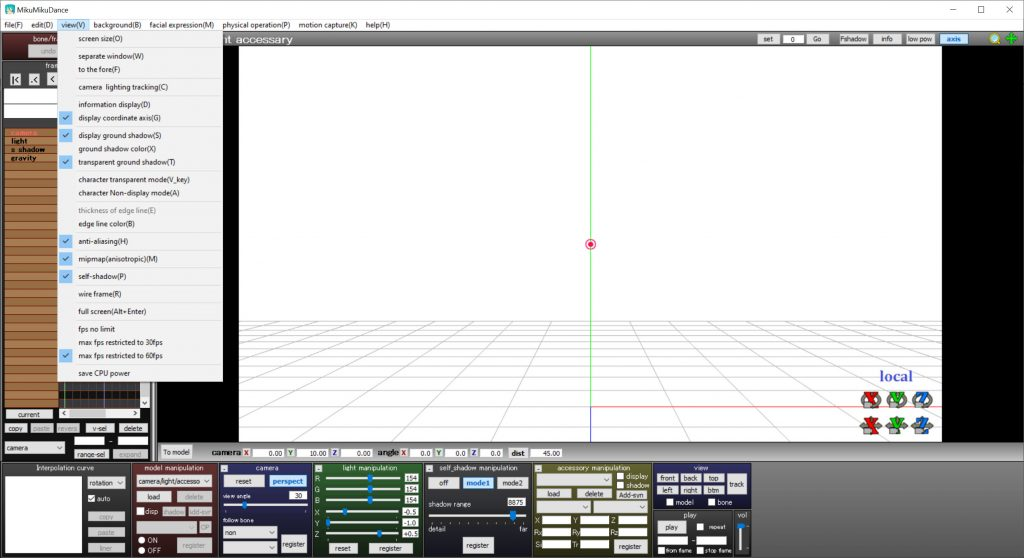 MikuMikuDance
file(F) edit(D) view(V) background(B) facial expression(M) physical operation(P) motion capture(K) help(H)
bone/fra
undo
t accessary
set 0 Go Fshadow info low pow axis
fram
screen size(O)
separate window(W)
to the fore(F)
camera lighting tracking(C)
information display(D)
display coordinate axis(G)
display ground shadow(S)
ground shadow color(X)
transparent ground shadow(T)
character transparent mode(V_key)
character Non-display mode(A)
thickness of edge line(E)
edge line color(B)
anti-aliasing(H)
mipmap(anisotropic)(M)
self-shadow(P)
wire frame(R)
full screen(Alt+Enter)
fps no limit
max fps restricted to 30fps
max fps restricted to 60fps
save CPU power
camera
light
s shadow
gravity
local
X Y Z
X Y Z
current
copy paste revers v-sel delete
camera
range-sel expand
To model camera X 0.00 Y 10.00 Z 0.00 angle X 0.0 Y 0.0 Z 0.0 dist 45.00
Interpolation curve
rotation
auto
copy
paste
liner
model manipulation
camera/light/accesso
load delete
disp shadow add-syn
OP
ON
OFF
register
camera
reset perspect
view angle 30
follow bone
non
register
light manipulation
R 154
G 154
B 154
X -0.5
Y -1.0
Z +0.5
reset register
self_shadow manipulation
off mode1 mode2
shadow range 8875
detail far
register
accessory manipulation
display
shadow
load delete Add-syn
X Y Z
Rx Ry Rz
Si Tr register
view
front back top
left right btm track
model bone
play
play repeat
from fame stop fame
vol